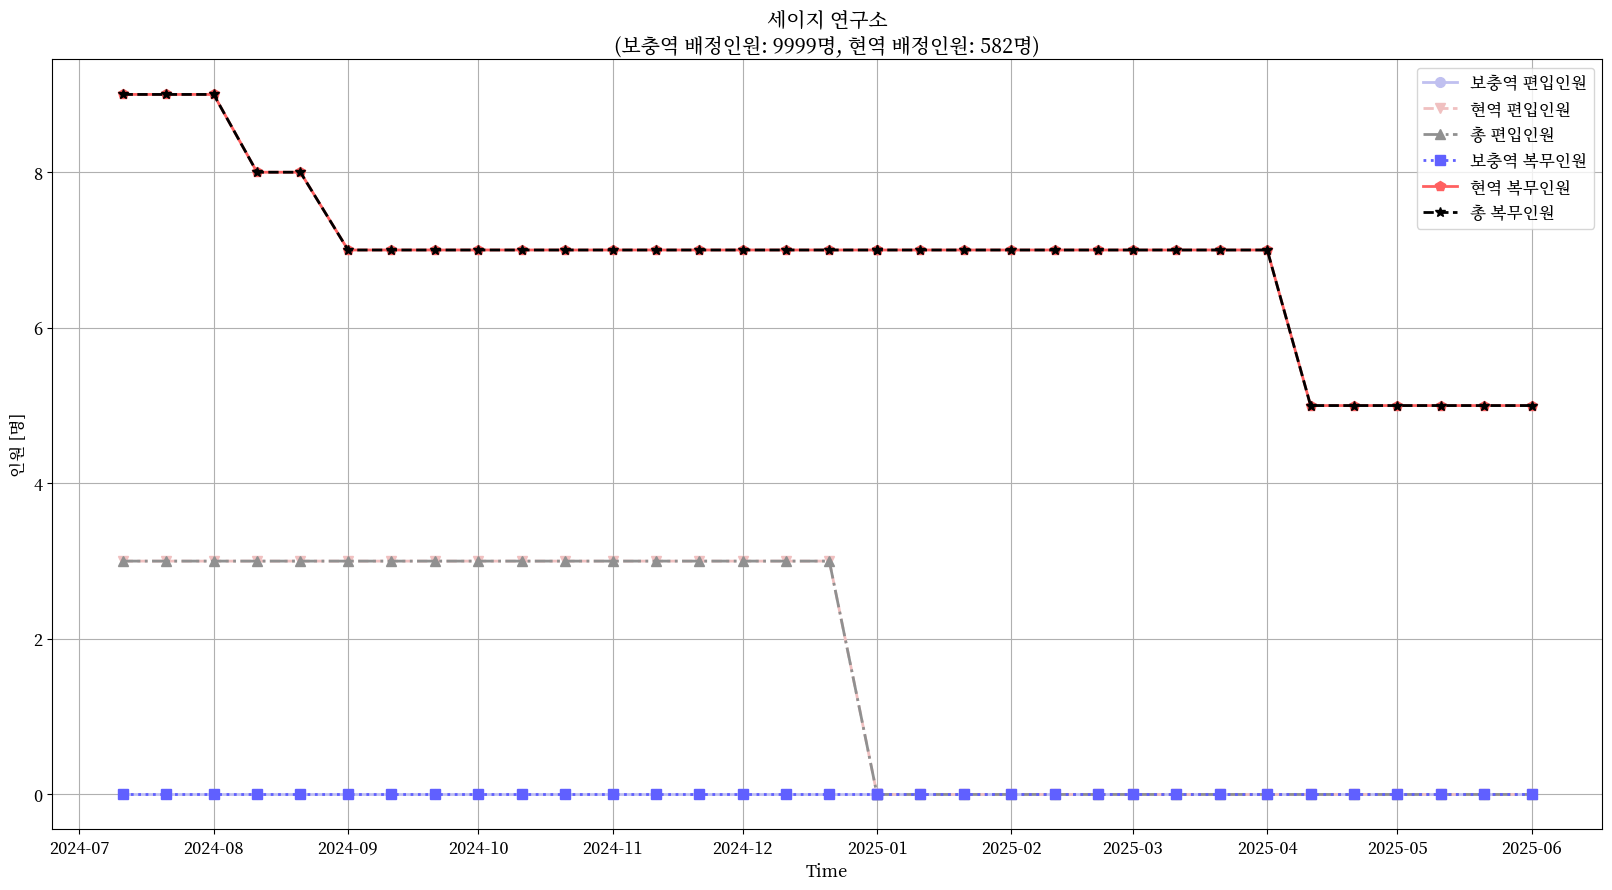 세이지 연구소
(보충역 배정인원: 9999명, 현역 배정인원: 582명)
보충역 편입인원
현역 편입인원
총 편입인원
보충역 복무인원
현역 복무인원
총 복무인원
인원 [명]
8
6
4
2
0
2024-07 2024-08 2024-09 2024-10 2024-11 2024-12 2025-01 2025-02 2025-03 2025-04 2025-05 2025-06
Time